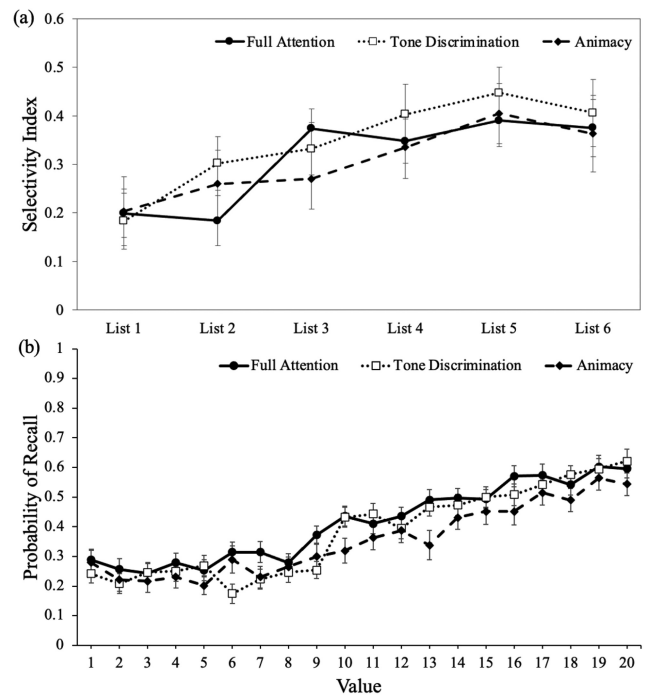 (a)
0.6
Full Attention Tone Discrimination Animacy
0.5
0.4
0.3
0.2
0.1
0
Selectivity Index
List 1 List 2 List 3 List 4 List 5 List 6
(b)
1
Full Attention Tone Discrimination Animacy
0.9
0.8
0.7
0.6
0.5
0.4
0.3
0.2
0.1
0
Probability of Recall
1 2 3 4 5 6 7 8 9 10 11 12 13 14 15 16 17 18 19 20
Value